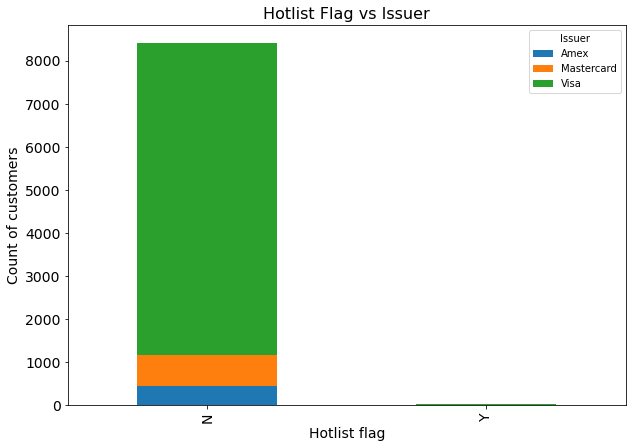 Hotlist Flag vs Issuer
Issuer
Amex
Mastercard
Visa
Count of customers
8000
7000
6000
5000
4000
3000
2000
1000
0
N
Y
Hotlist flag